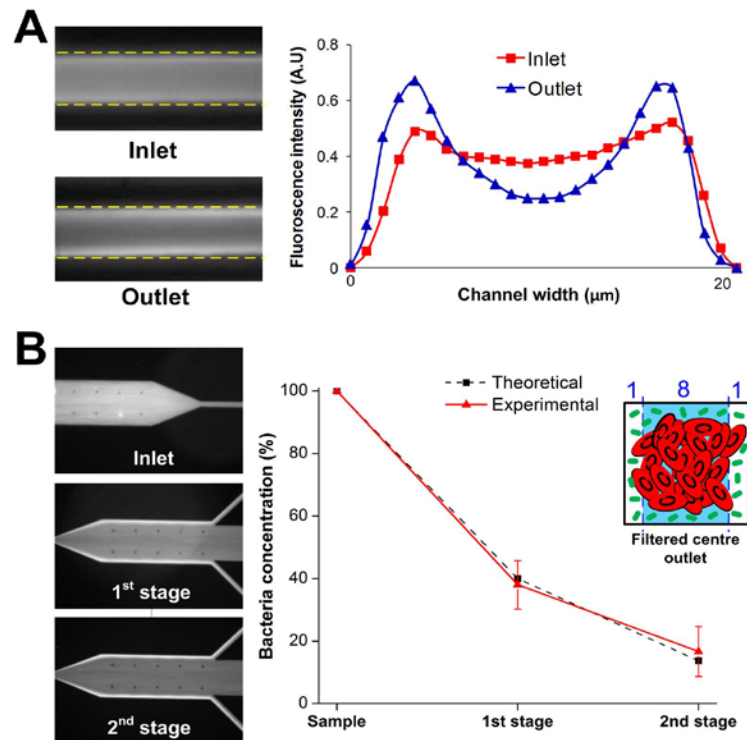 A
Inlet
Outlet
Fluoroscence intensity (A.U)
0.8
0.6
0.4
0.2
0
Inlet
Outlet
0
20
Channel width (μm)
B
Inlet
1st stage
2nd stage
Bacteria concentration (%)
100
80
60
40
20
0
Theoretical
Experimental
Sample
1st stage
2nd stage
1 8 1
Filtered centre
outlet